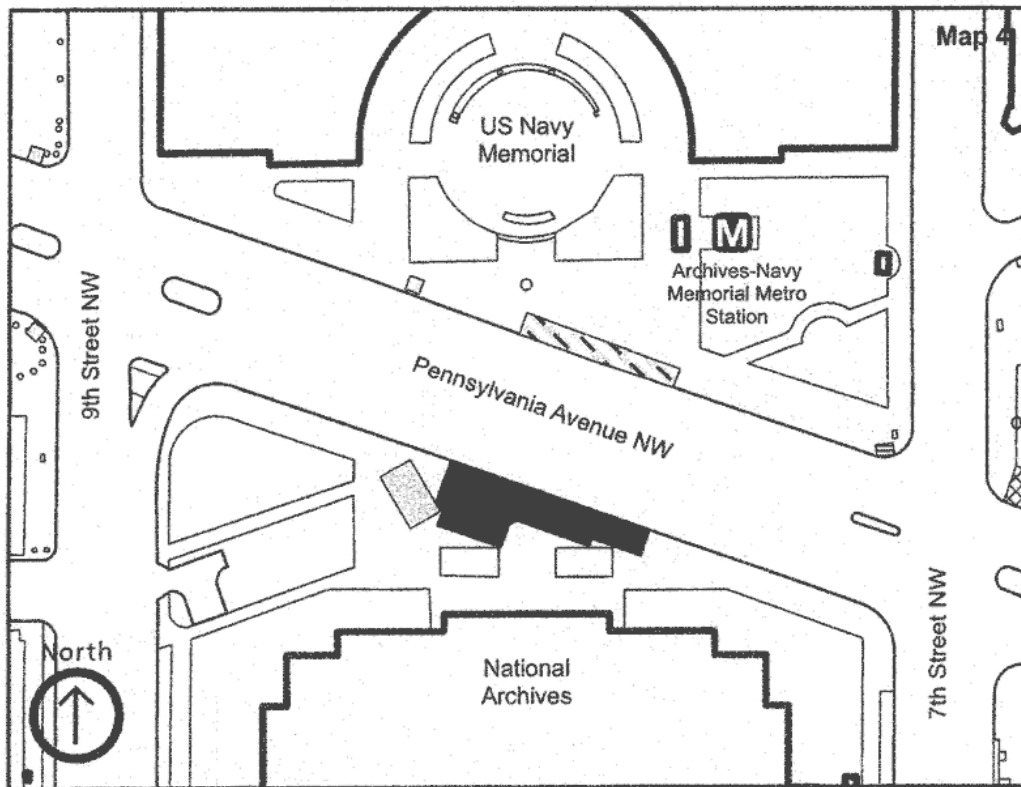 Map 4
US Navy
Memorial
M
Archives-Navy
Memorial Metro
Station
9th Street NW
Pennsylvania Avenue NW
North
National
Archives
7th Street NW